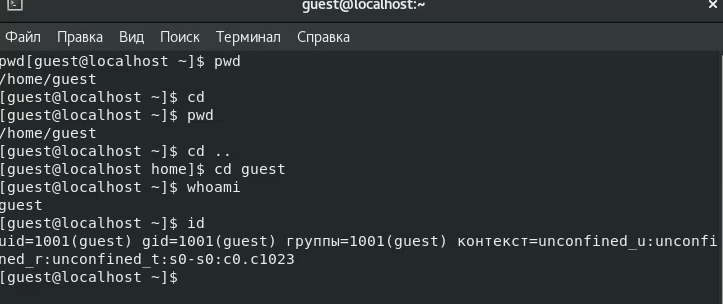 guest@localhost:~
Файл Правка Вид Поиск Терминал Справка
pwd[guest@localhost ~]$ pwd
/home/guest
[guest@localhost ~]$ cd
[guest@localhost ~]$ pwd
/home/guest
[guest@localhost ~]$ cd ..
[guest@localhost home]$ cd guest
[guest@localhost ~]$ whoami
guest
[guest@localhost ~]$ id
uid=1001(guest) gid=1001(guest) группы=1001(guest) контекст=unconfined_u:unconfi
ned_r:unconfined_t:s0-s0:c0.c1023
[guest@localhost ~]$